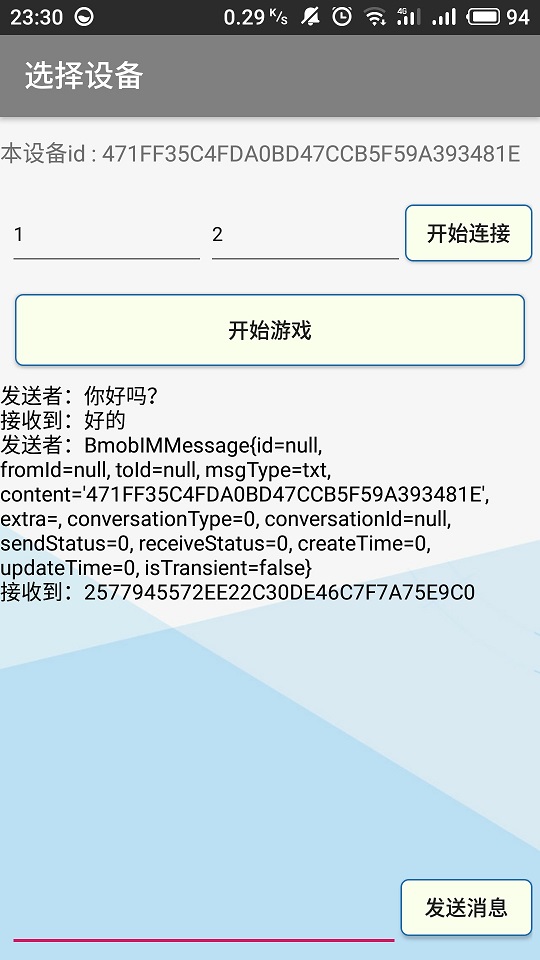 23:30 0.29 K/s 4G 94
选择设备
本设备id : 471FF35C4FDA0BD47CCB5F59A393481E
1 2 开始连接
开始游戏
发送者：你好吗?
接收到：好的
发送者：BmobIMMessage{id=null,
fromId=null, toId=null, msgType=txt,
content='471FF35C4FDA0BD47CCB5F59A393481E',
extra=, conversationType=0, conversationId=null,
sendStatus=0, receiveStatus=0, createTime=0,
updateTime=0, isTransient=false}
接收到：2577945572EE22C30DE46C7F7A75E9C0
发送消息